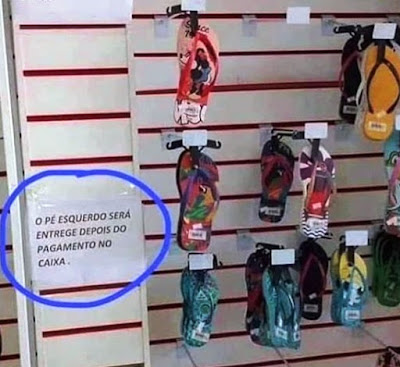 O PÉ ESQUERDO SERÁ
ENTREGE DEPOIS DO
PAGAMENTO NO
CAIXA .